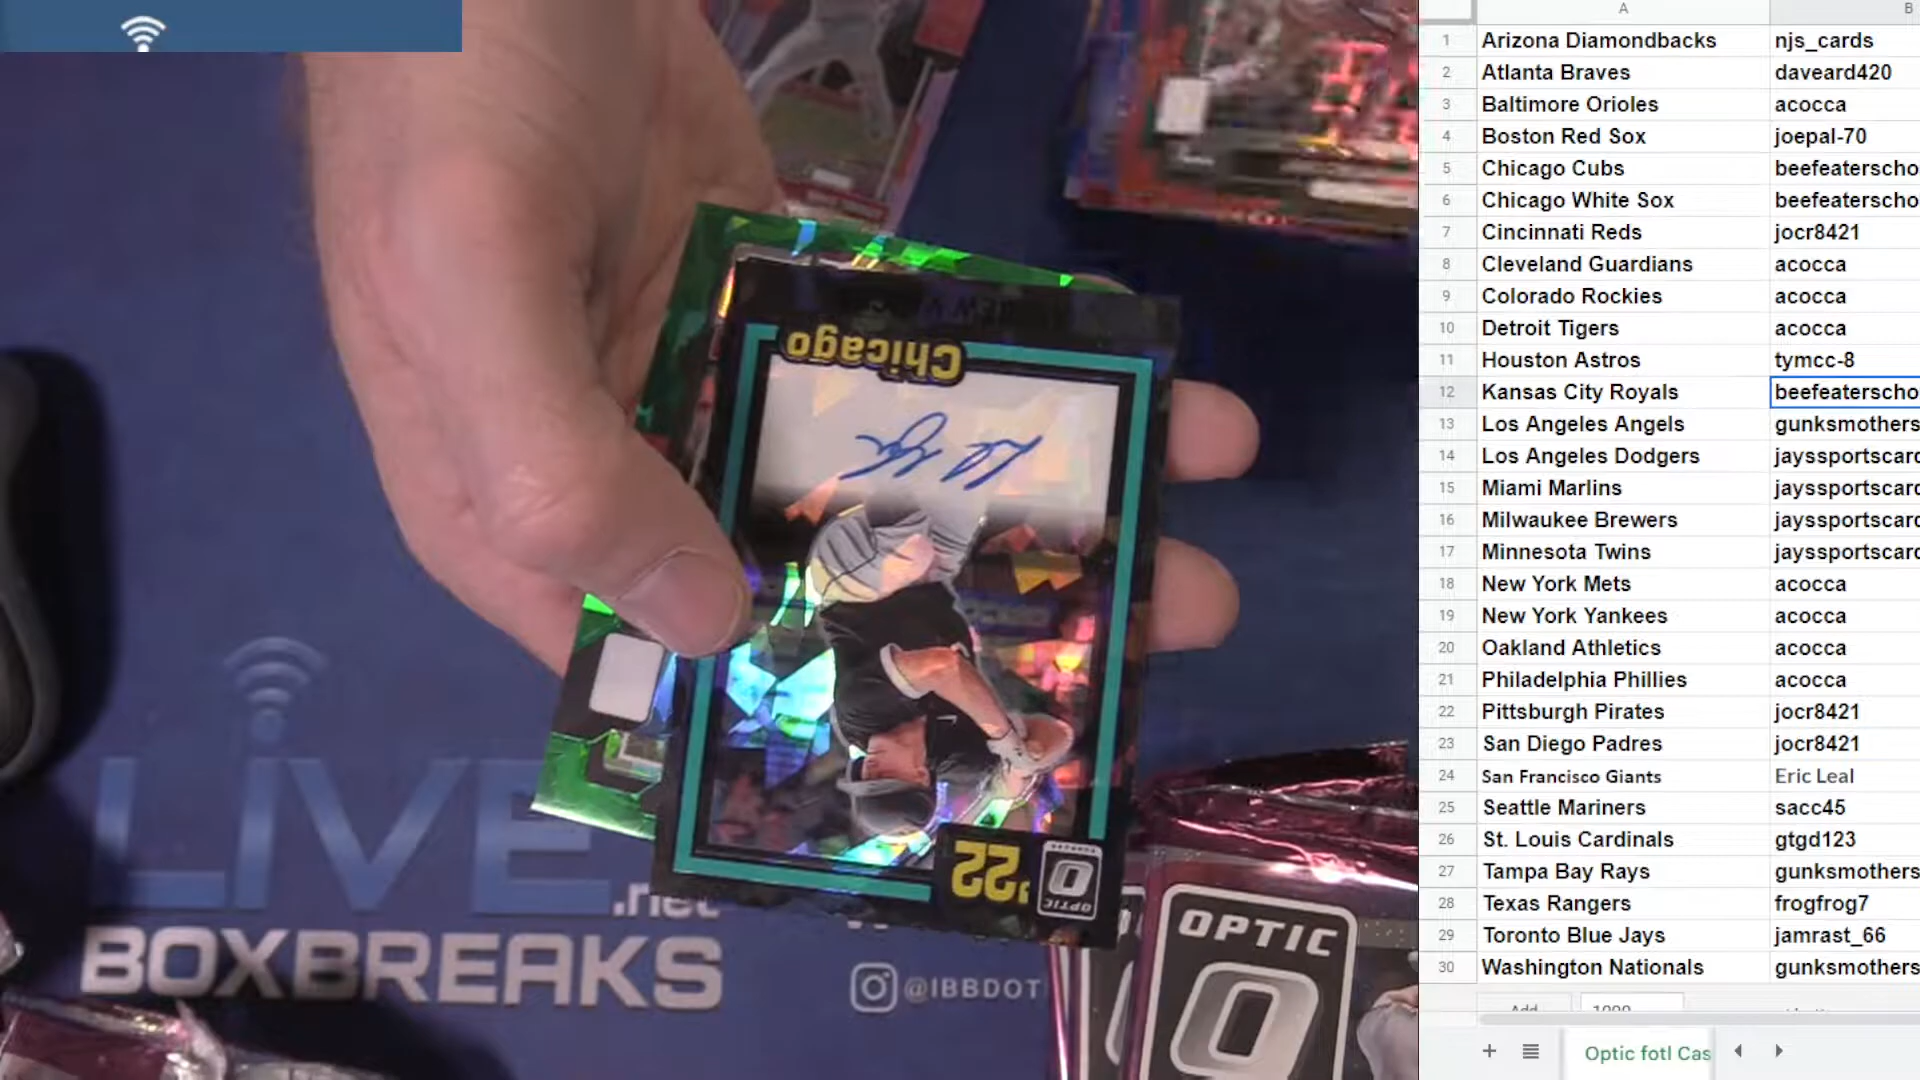 Chicago
'22
OPTIC
OPTIC
LIVE
.net
BOXBREAKS
@IBBDOT
A B
1 Arizona Diamondbacks njs_cards
2 Atlanta Braves daveard420
3 Baltimore Orioles acocca
4 Boston Red Sox joepal-70
5 Chicago Cubs beefeaterscho
6 Chicago White Sox beefeaterscho
7 Cincinnati Reds jocr8421
8 Cleveland Guardians acocca
9 Colorado Rockies acocca
10 Detroit Tigers acocca
11 Houston Astros tymcc-8
12 Kansas City Royals beefeaterscho
13 Los Angeles Angels gunksmothers
14 Los Angeles Dodgers jayssportscard
15 Miami Marlins jayssportscard
16 Milwaukee Brewers jayssportscard
17 Minnesota Twins jayssportscard
18 New York Mets acocca
19 New York Yankees acocca
20 Oakland Athletics acocca
21 Philadelphia Phillies acocca
22 Pittsburgh Pirates jocr8421
23 San Diego Padres jocr8421
24 San Francisco Giants Eric Leal
25 Seattle Mariners sacc45
26 St. Louis Cardinals gtgd123
27 Tampa Bay Rays gunksmothers
28 Texas Rangers frogfrog7
29 Toronto Blue Jays jamrast_66
30 Washington Nationals gunksmothers
Add 1000
+ Optic fotl Cas